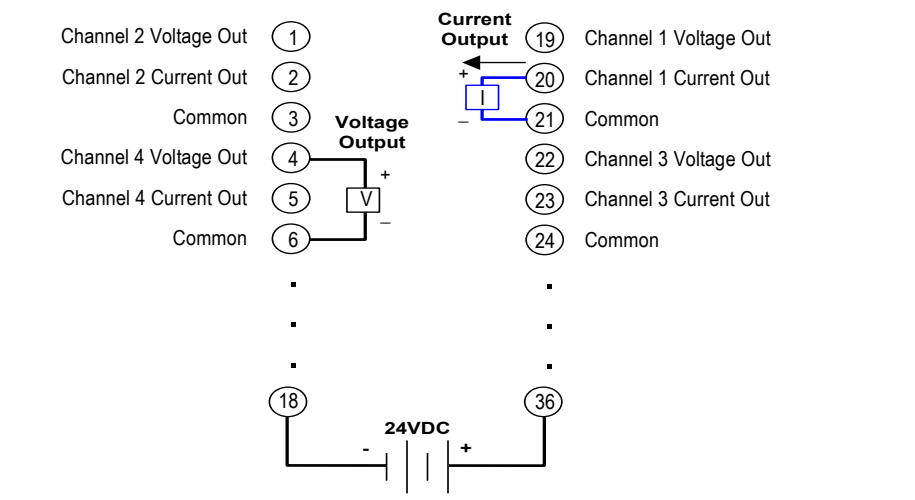 Channel 2 Voltage Out 1
Channel 2 Current Out 2
Common 3
Channel 4 Voltage Out 4
Channel 4 Current Out 5
Common 6
Voltage
Output
+
V
–
18
Current
Output
19 Channel 1 Voltage Out
20 Channel 1 Current Out
21 Common
+
I
–
22 Channel 3 Voltage Out
23 Channel 3 Current Out
24 Common
36
24VDC
- +